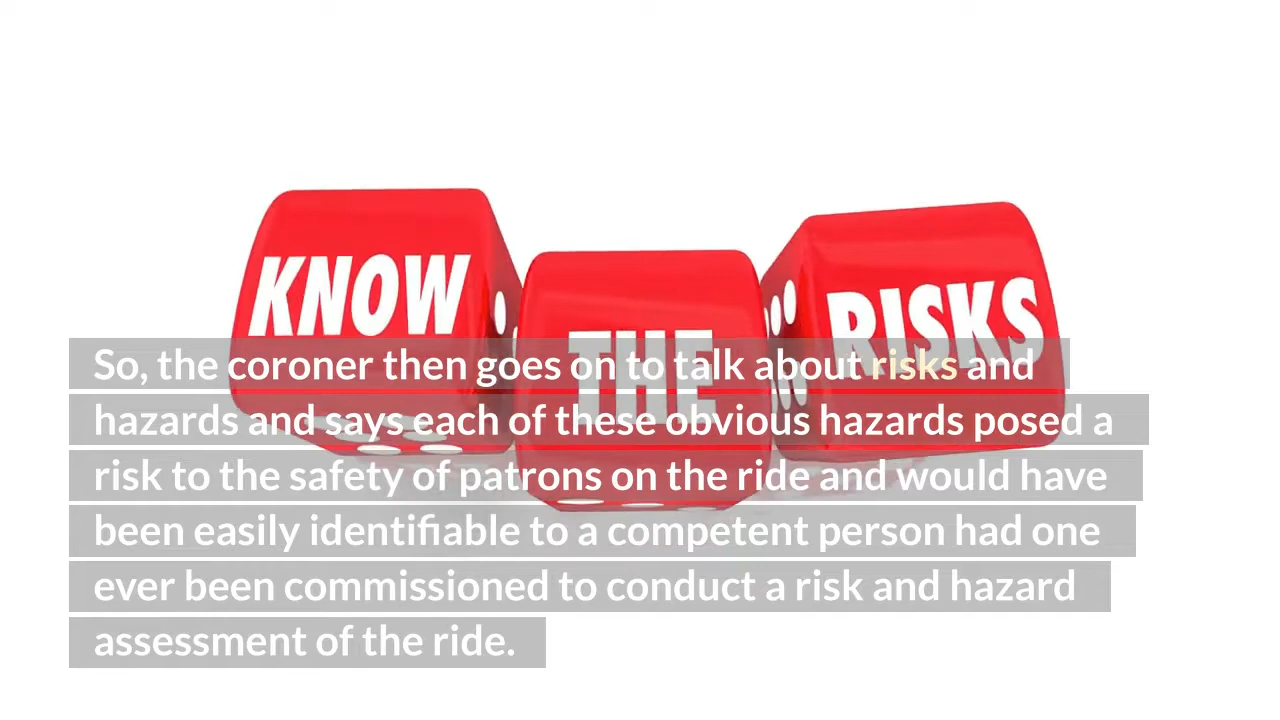 KNOW THE RISKS
So, the coroner then goes on to talk about risks and
hazards and says each of these obvious hazards posed a
risk to the safety of patrons on the ride and would have
been easily identifiable to a competent person had one
ever been commissioned to conduct a risk and hazard
assessment of the ride.